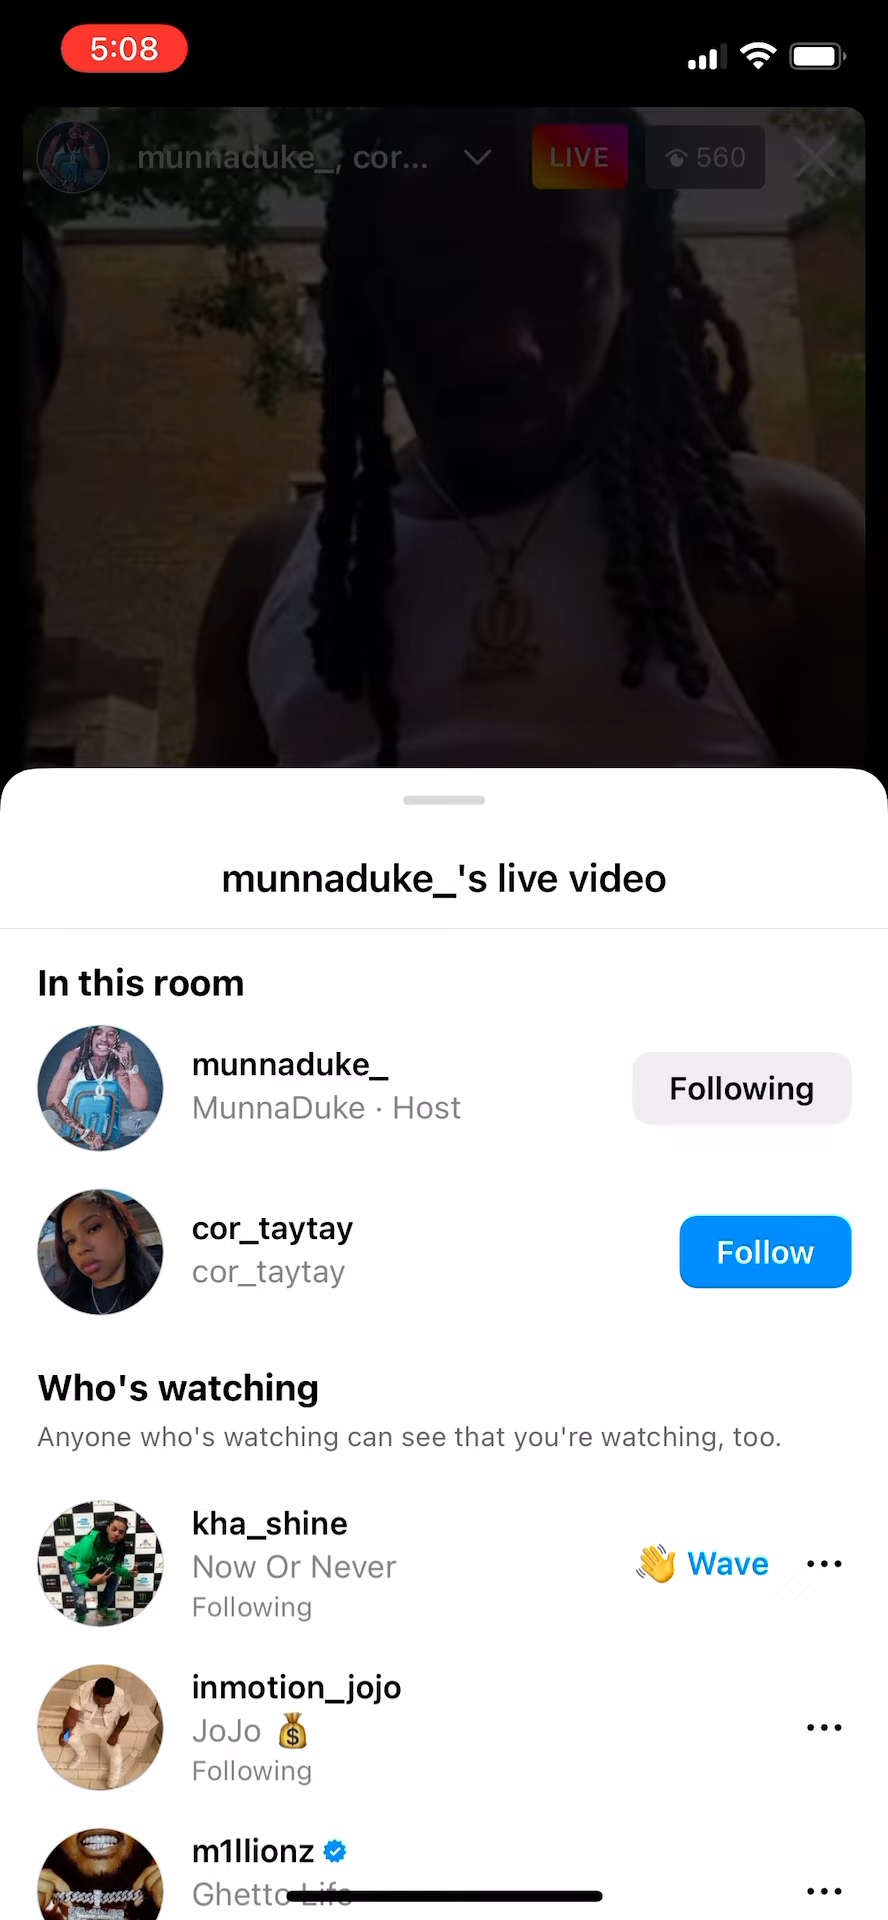 5:08
munnaduke_, cor...
LIVE
560
munnaduke_'s live video
In this room
munnaduke_
MunnaDuke · Host
Following
cor_taytay
cor_taytay
Follow
Who's watching
Anyone who's watching can see that you're watching, too.
kha_shine
Now Or Never
Following
👋 Wave
inmotion_jojo
JoJo 💰
Following
m1llionz
Ghetto Life